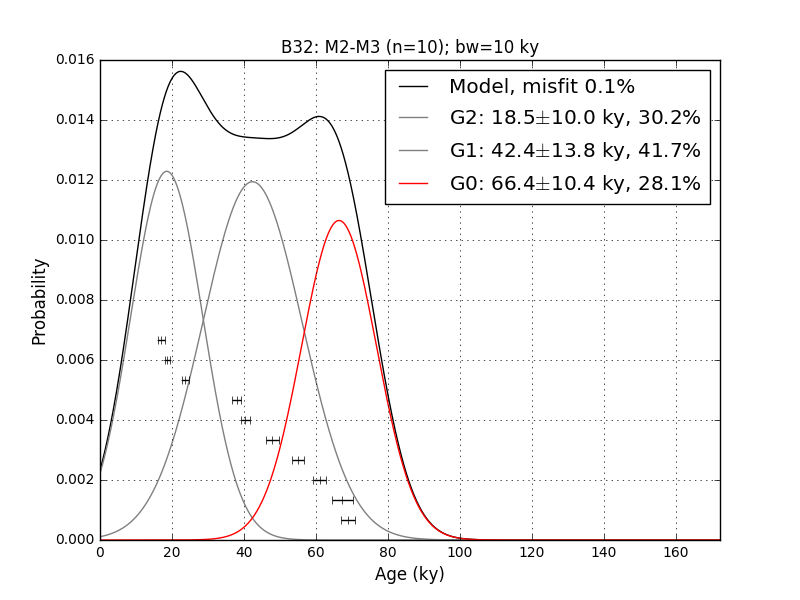 B32: M2-M3 (n=10); bw=10 ky
Model, misfit 0.1%
G2: 18.5±10.0 ky, 30.2%
G1: 42.4±13.8 ky, 41.7%
G0: 66.4±10.4 ky, 28.1%
0.016
0.014
0.012
0.010
0.008
0.006
0.004
0.002
0.000
Probability
0 20 40 60 80 100 120 140 160
Age (ky)